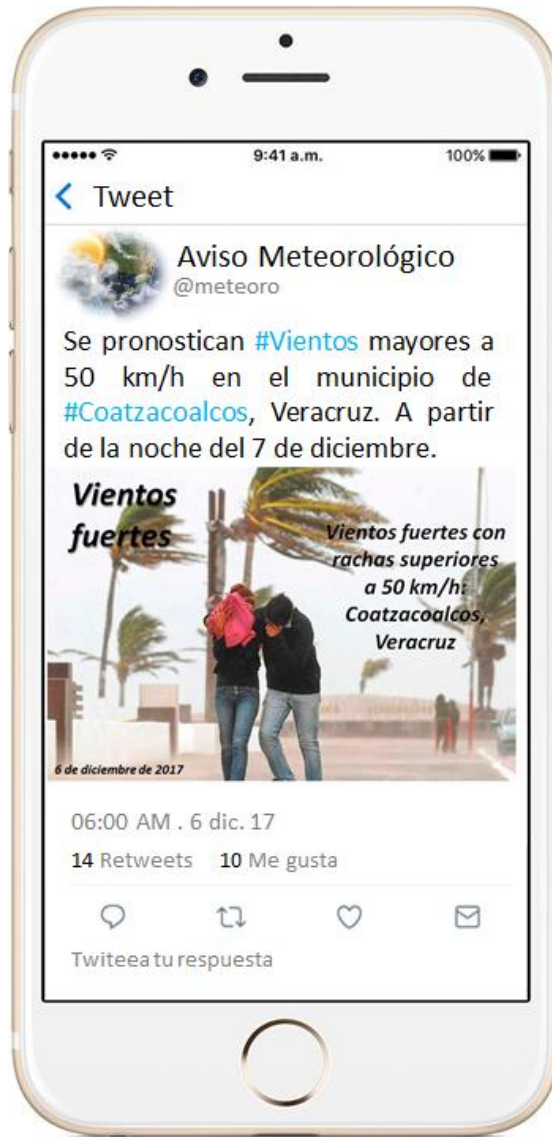 9:41 a.m.
100%
Tweet
Aviso Meteorológico
@meteoro
Se pronostican #Vientos mayores a
50 km/h en el municipio de
#Coatzacoalcos, Veracruz. A partir
de la noche del 7 de diciembre.
Vientos
fuertes
Vientos fuertes con
rachas superiores
a 50 km/h:
Coatzacoalcos,
Veracruz
6 de diciembre de 2017
06:00 AM . 6 dic. 17
14 Retweets 10 Me gusta
Twiteea tu respuesta